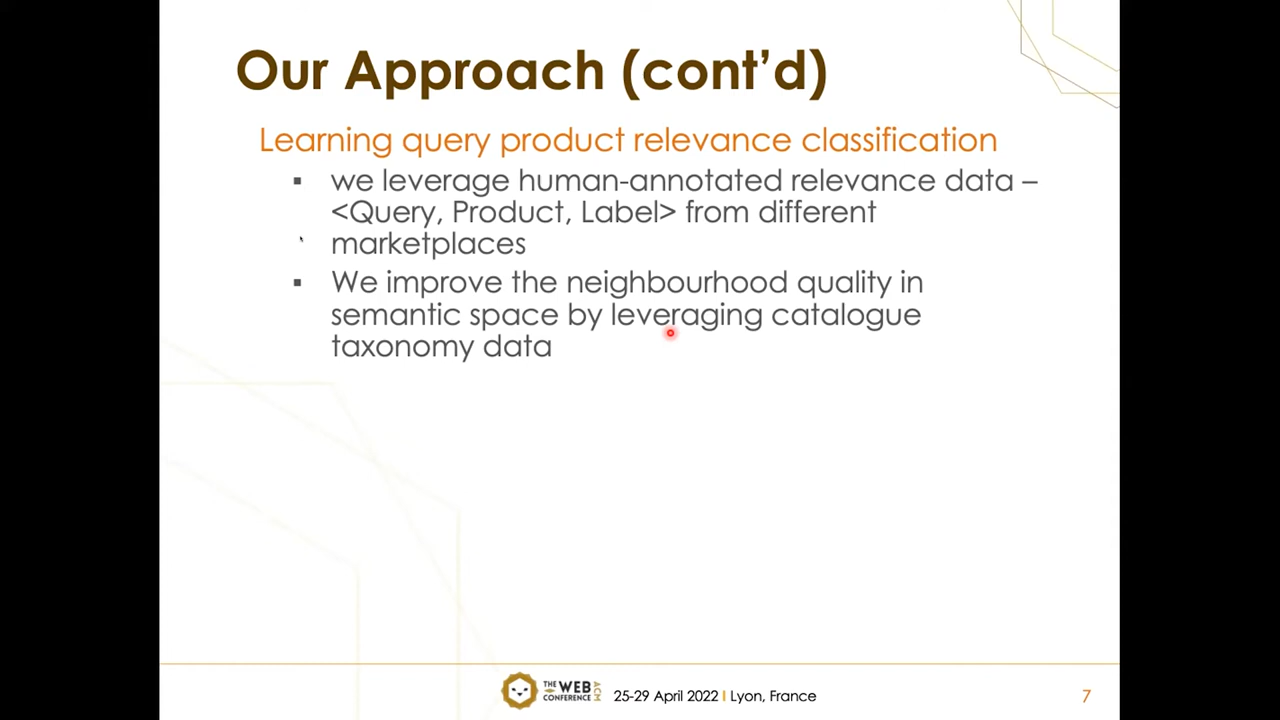 Our Approach (cont’d)
Learning query product relevance classification
▪ we leverage human-annotated relevance data –
<Query, Product, Label> from different
marketplaces
▪ We improve the neighbourhood quality in
semantic space by leveraging catalogue
taxonomy data
THE WEB CONFERENCE ACM
25-29 April 2022 I Lyon, France
7